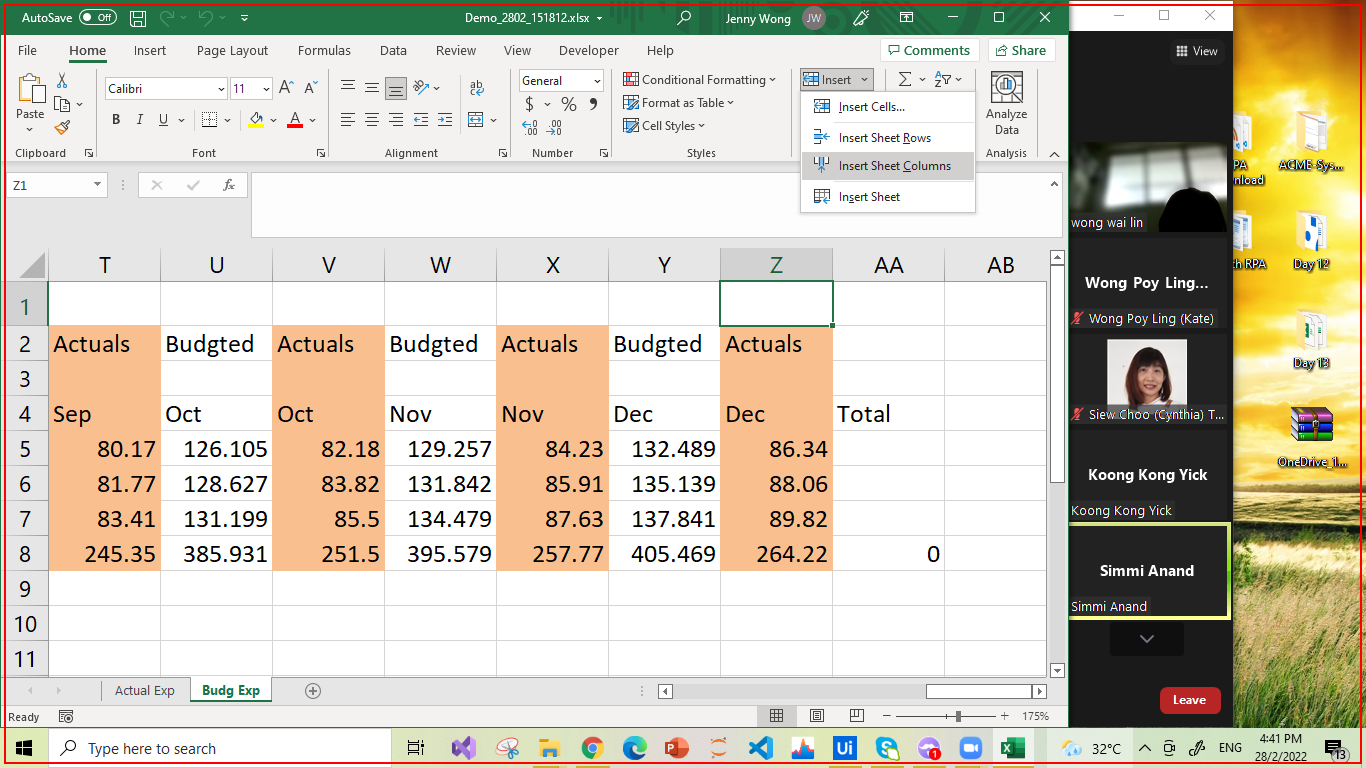 AutoSave Off Demo_2802_151812.xlsx Jenny Wong JW
File Home Insert Page Layout Formulas Data Review View Developer Help Comments Share
Paste
Clipboard
Calibri 11
B I U A
Font
ab
Alignment
General
$ % 9
Number
Conditional Formatting
Format as Table
Cell Styles
Styles
Insert
Insert Cells...
Insert Sheet Rows
Insert Sheet Columns
Insert Sheet
Analyze
Data
Analysis
Z1 fx
T U V W X Y Z AA AB
1
2 Actuals Budgted Actuals Budgted Actuals Budgted Actuals
3
4 Sep Oct Oct Nov Nov Dec Dec Total
5 80.17 126.105 82.18 129.257 84.23 132.489 86.34
6 81.77 128.627 83.82 131.842 85.91 135.139 88.06
7 83.41 131.199 85.5 134.479 87.63 137.841 89.82
8 245.35 385.931 251.5 395.579 257.77 405.469 264.22 0
9
10
11
Actual Exp Budg Exp
Ready 175%
View
wong wai lin
Wong Poy Ling...
Wong Poy Ling (Kate)
Siew Choo (Cynthia) T...
Koong Kong Yick
Koong Kong Yick
Simmi Anand
Simmi Anand
Leave
ACME-Sys...
Day 12
Day 13
OneDrive_1...
Type here to search
Ui
1
32°C
ENG
4:41 PM
28/2/2022
13